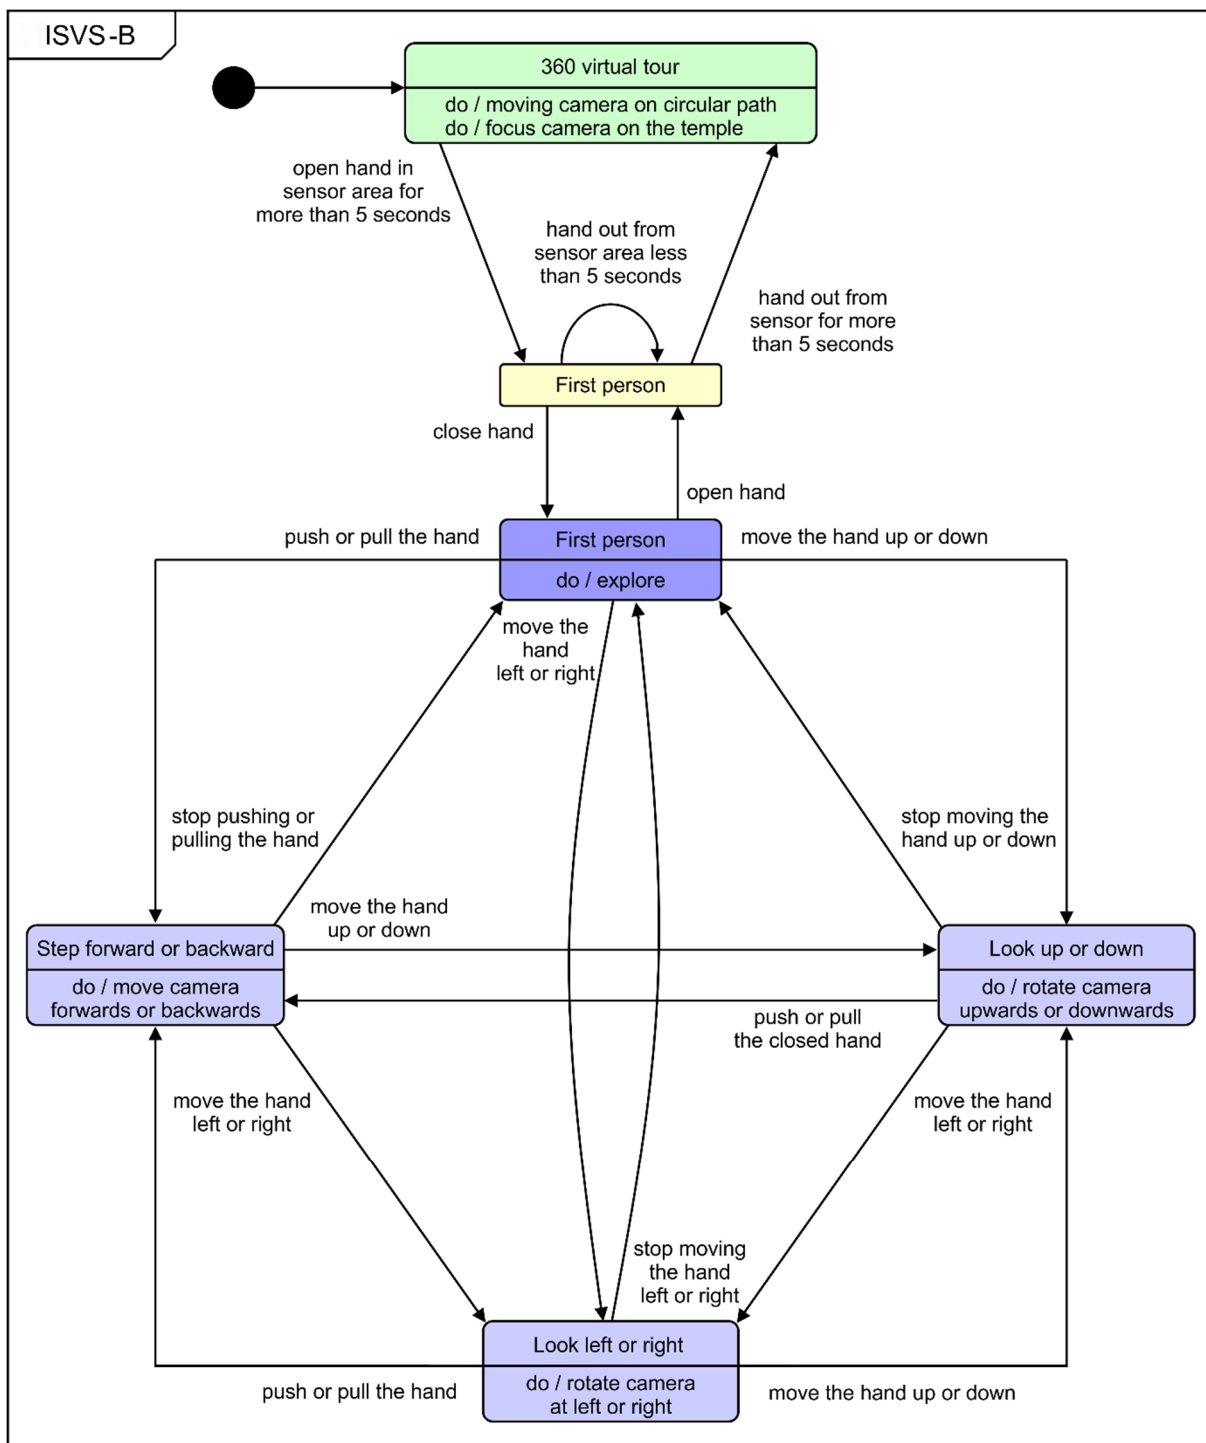 ISVS-B
360 virtual tour
do / moving camera on circular path
do / focus camera on the temple
open hand in
sensor area for
more than 5 seconds
hand out from
sensor area less
than 5 seconds
hand out from
sensor for more
than 5 seconds
First person
close hand
open hand
push or pull the hand
First person
do / explore
move the hand up or down
move the
hand
left or right
stop pushing or
pulling the hand
stop moving the
hand up or down
move the hand
up or down
Step forward or backward
do / move camera
forwards or backwards
Look up or down
do / rotate camera
upwards or downwards
push or pull
the closed hand
move the hand
left or right
move the hand
left or right
stop moving
the hand
left or right
Look left or right
do / rotate camera
at left or right
push or pull the hand
move the hand up or down